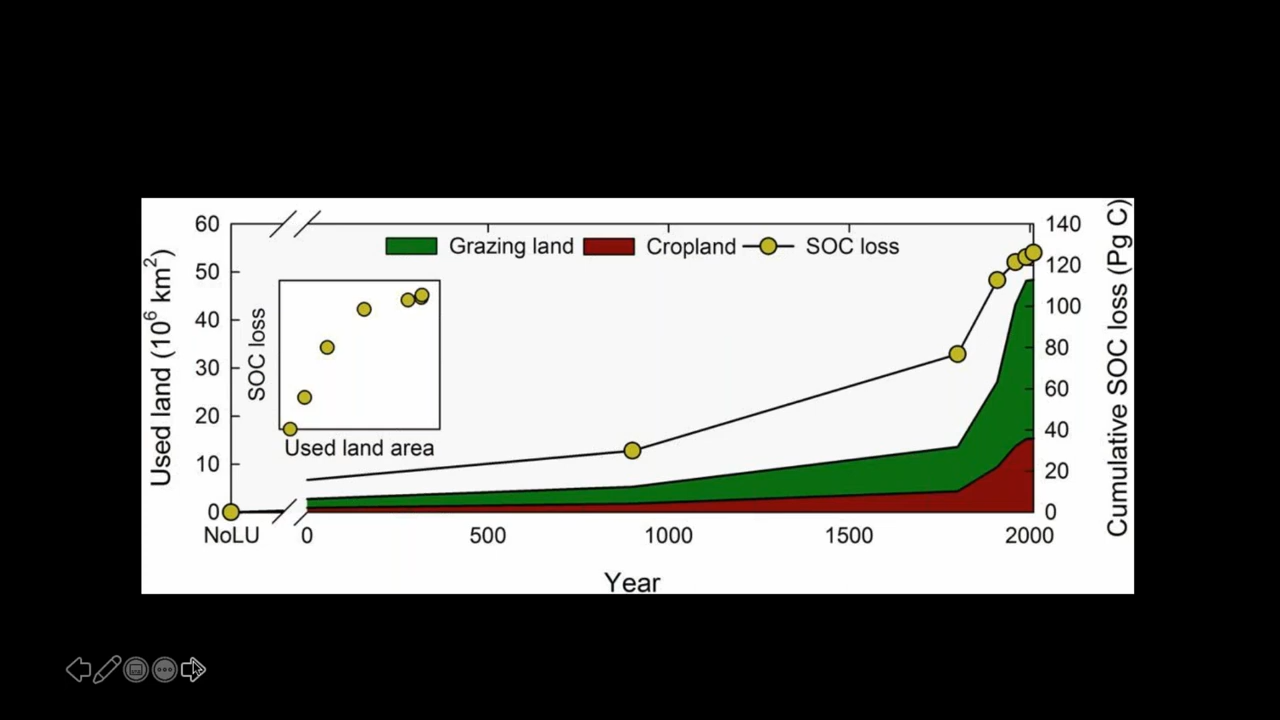 60
50
40
30
20
10
0
Used land (10⁶ km²)
Grazing land
Cropland
SOC loss
140
120
100
80
60
40
20
0
Cumulative SOC loss (Pg C)
SOC loss
Used land area
NoLU 0 500 1000 1500 2000
Year